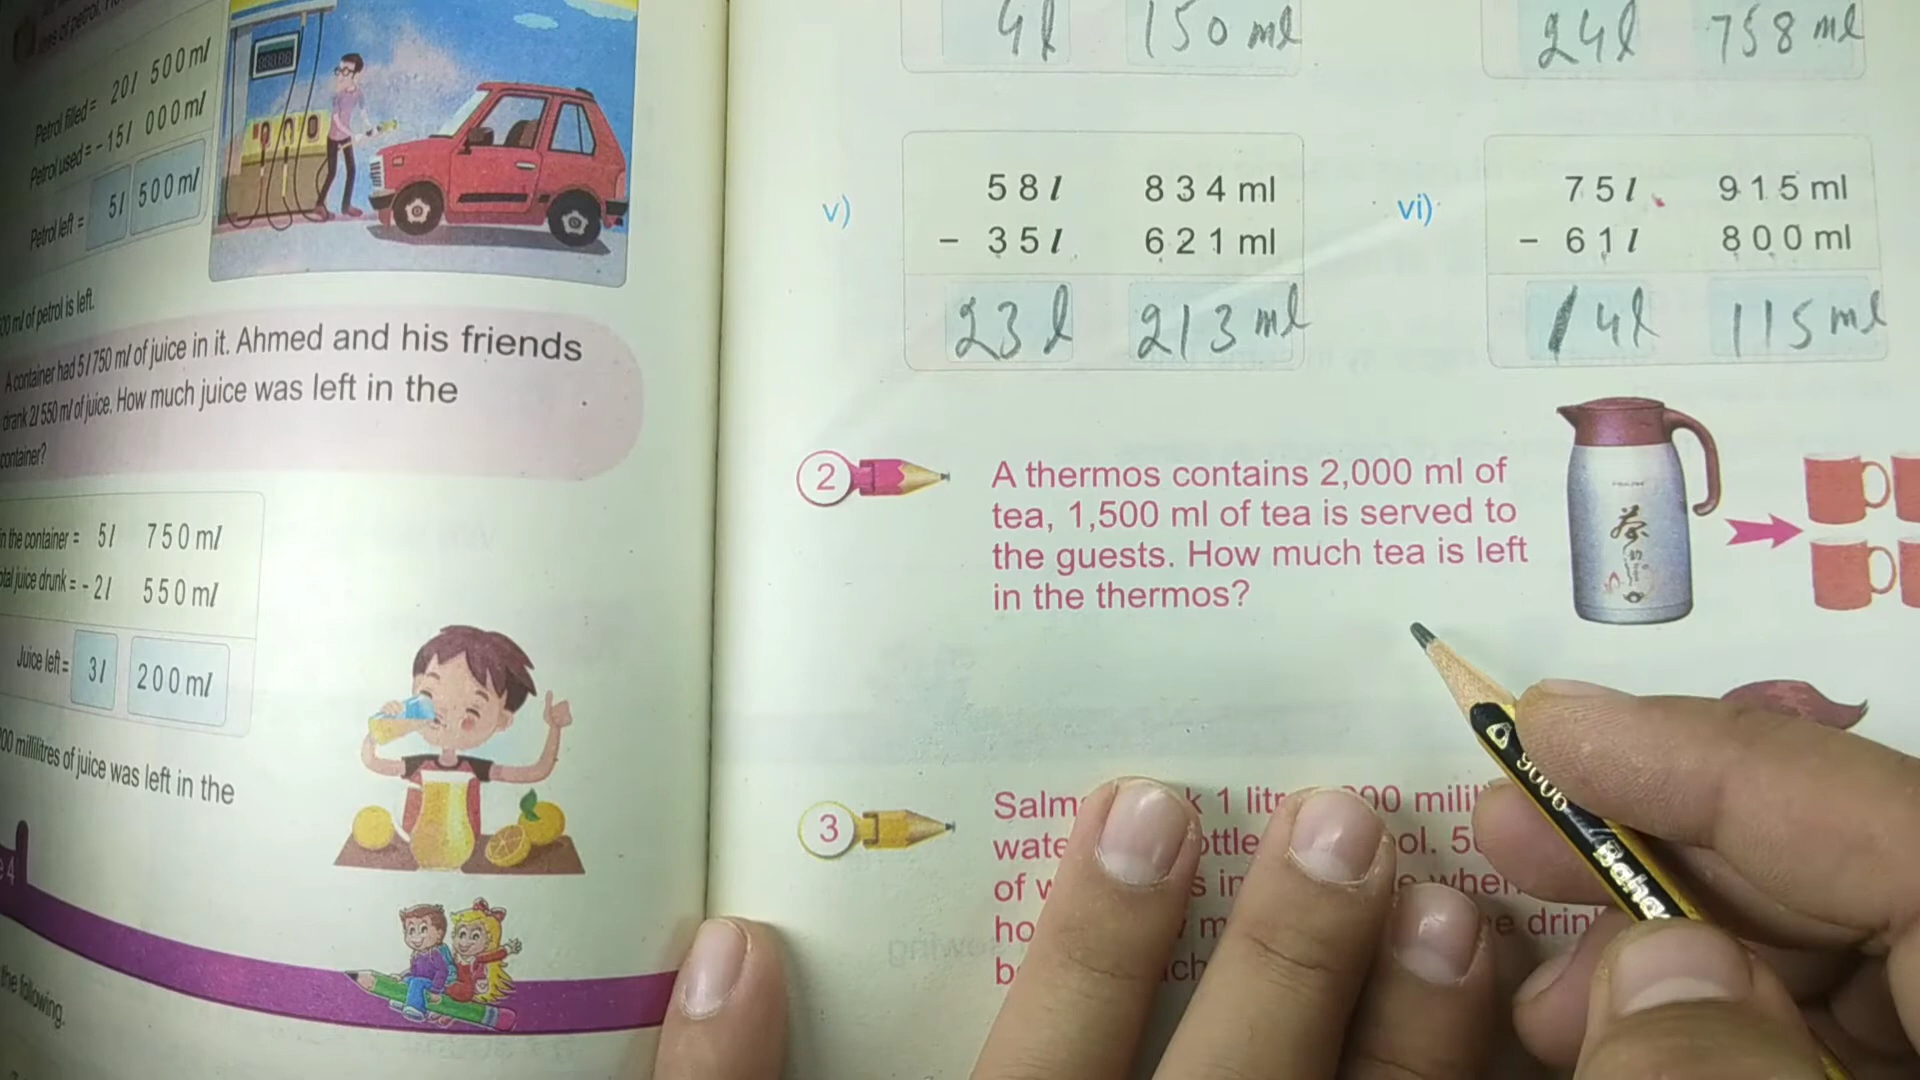 Petrol filled = 20l 500ml
Petrol used = - 15l 000ml
Petrol left = 5l 500ml
ml of petrol is left.
A container had 5l 750 ml of juice in it. Ahmed and his friends
drank 2l 550 ml of juice. How much juice was left in the
container?
in the container = 5l 750ml
juice drunk = - 2l 550ml
Juice left = 3l 200ml
millilitres of juice was left in the
the following.
4l 150 ml
24l 758 ml
v)
58l 834 ml
- 35l 621 ml
23l 213 ml
vi)
75l 915 ml
- 61l 800 ml
14l 115 ml
2
A thermos contains 2,000 ml of
tea, 1,500 ml of tea is served to
the guests. How much tea is left
in the thermos?
茶
3
1
of
9006